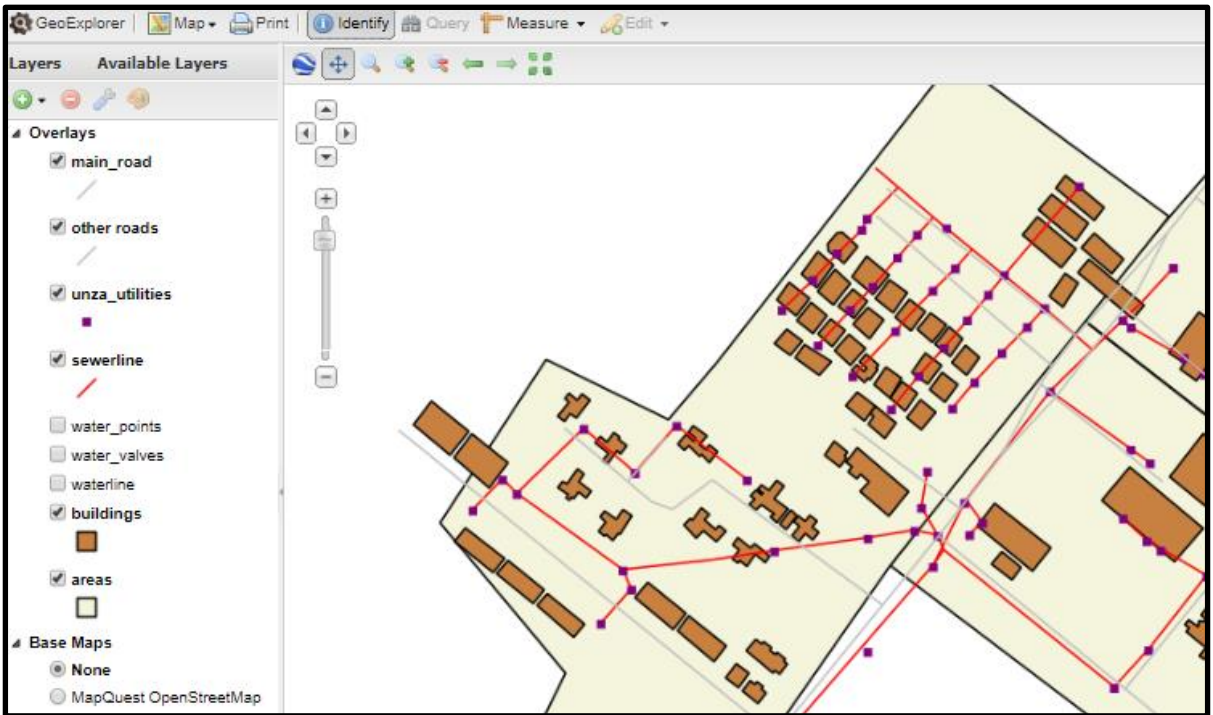 GeoExplorer Map Print Identify Query Measure Edit
Layers Available Layers
Overlays
main_road
other roads
unza_utilities
sewerline
water_points
water_valves
waterline
buildings
areas
Base Maps
None
MapQuest OpenStreetMap